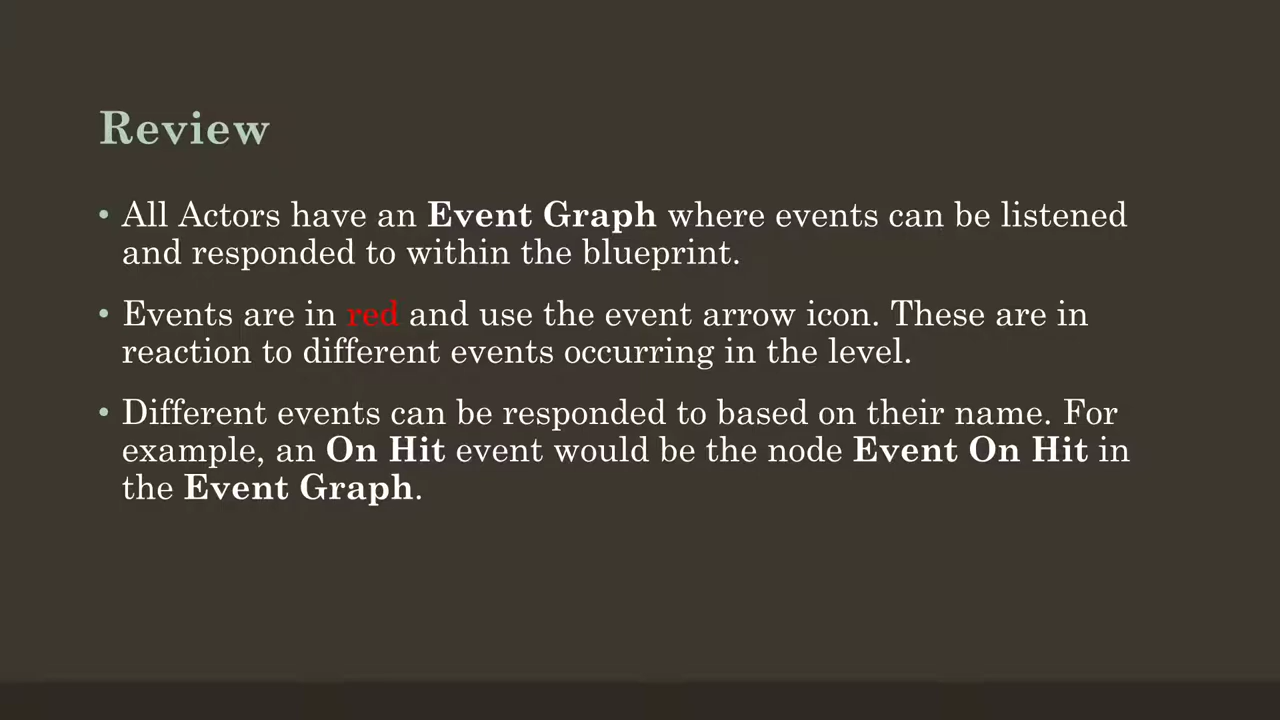 Review
• All Actors have an Event Graph where events can be listened
and responded to within the blueprint.
• Events are in red and use the event arrow icon. These are in
reaction to different events occurring in the level.
• Different events can be responded to based on their name. For
example, an On Hit event would be the node Event On Hit in
the Event Graph.